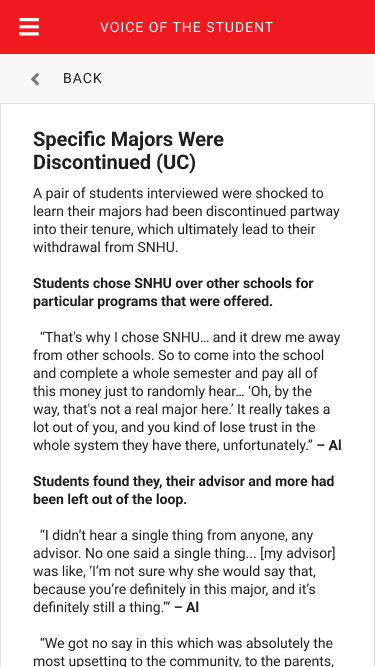 VOICE OF THE STUDENT
BACK
Specific Majors Were
Discontinued (UC)
A pair of students interviewed were shocked to
learn their majors had been discontinued partway
into their tenure, which ultimately lead to their
withdrawal from SNHU.
Students chose SNHU over other schools for
particular programs that were offered.
“That's why I chose SNHU… and it drew me away
from other schools. So to come into the school
and complete a whole semester and pay all of
this money just to randomly hear… ‘Oh, by the
way, that's not a real major here.’ It really takes a
lot out of you, and you kind of lose trust in the
whole system they have there, unfortunately.” – Al
Students found they, their advisor and more had
been left out of the loop.
“I didn’t hear a single thing from anyone, any
advisor. No one said a single thing... [my advisor]
was like, ‘I’m not sure why she would say that,
because you’re definitely in this major, and it’s
definitely still a thing.’” – Al
“We got no say in this which was absolutely the
most upsetting to the community, to the parents,